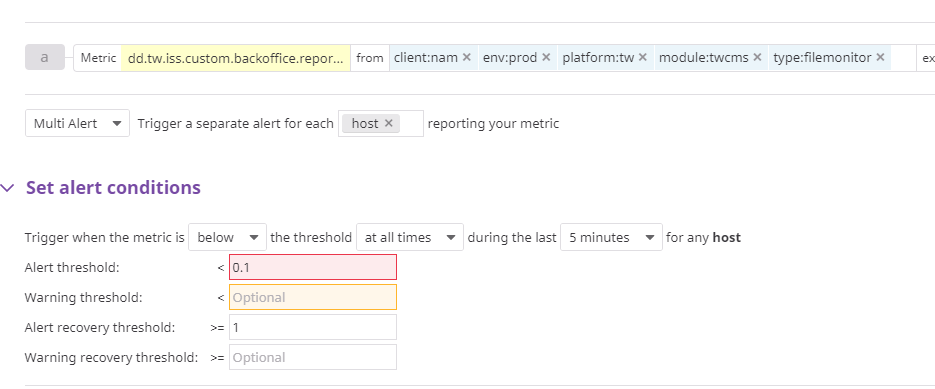 a Metric dd.tw.iss.custom.backoffice.repor... from client:nam × env:prod × platform:tw × module:twcms × type:filemonitor × ex
Multi Alert Trigger a separate alert for each host × reporting your metric
Set alert conditions
Trigger when the metric is below the threshold at all times during the last 5 minutes for any host
Alert threshold: < 0.1
Warning threshold: < Optional
Alert recovery threshold: >= 1
Warning recovery threshold: >= Optional